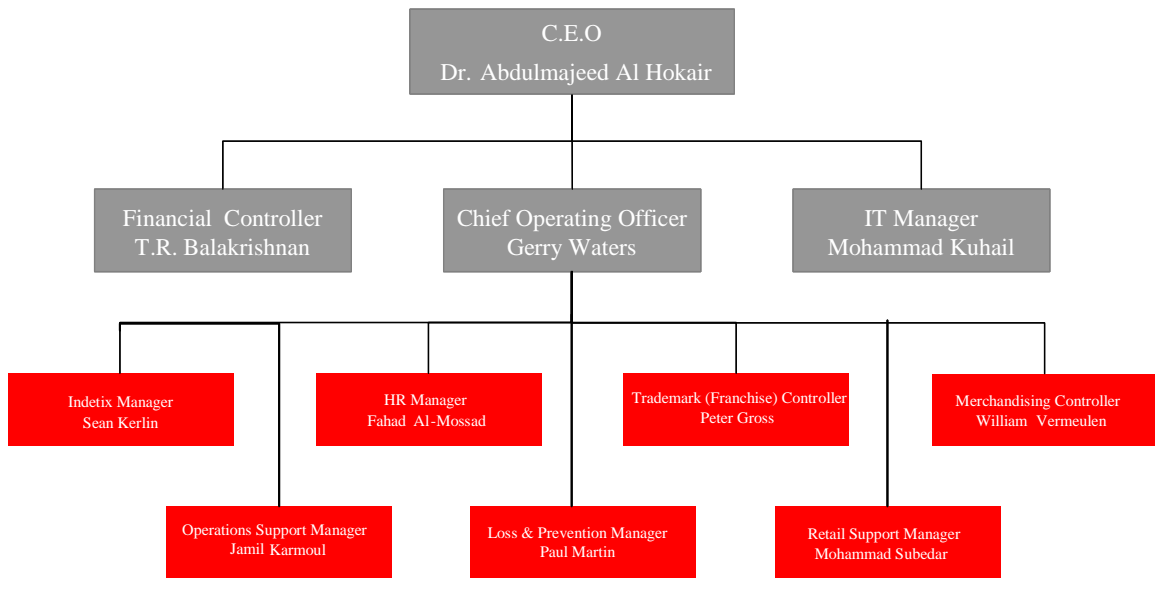 C.E.O
Dr. Abdulmajeed Al Hokair
Financial Controller
T.R. Balakrishnan
Chief Operating Officer
Gerry Waters
IT Manager
Mohammad Kuhail
Indetix Manager
Sean Kerlin
HR Manager
Fahad Al-Mossad
Trademark (Franchise) Controller
Peter Gross
Merchandising Controller
William Vermeulen
Operations Support Manager
Jamil Karmoul
Loss & Prevention Manager
Paul Martin
Retail Support Manager
Mohammad Subedar